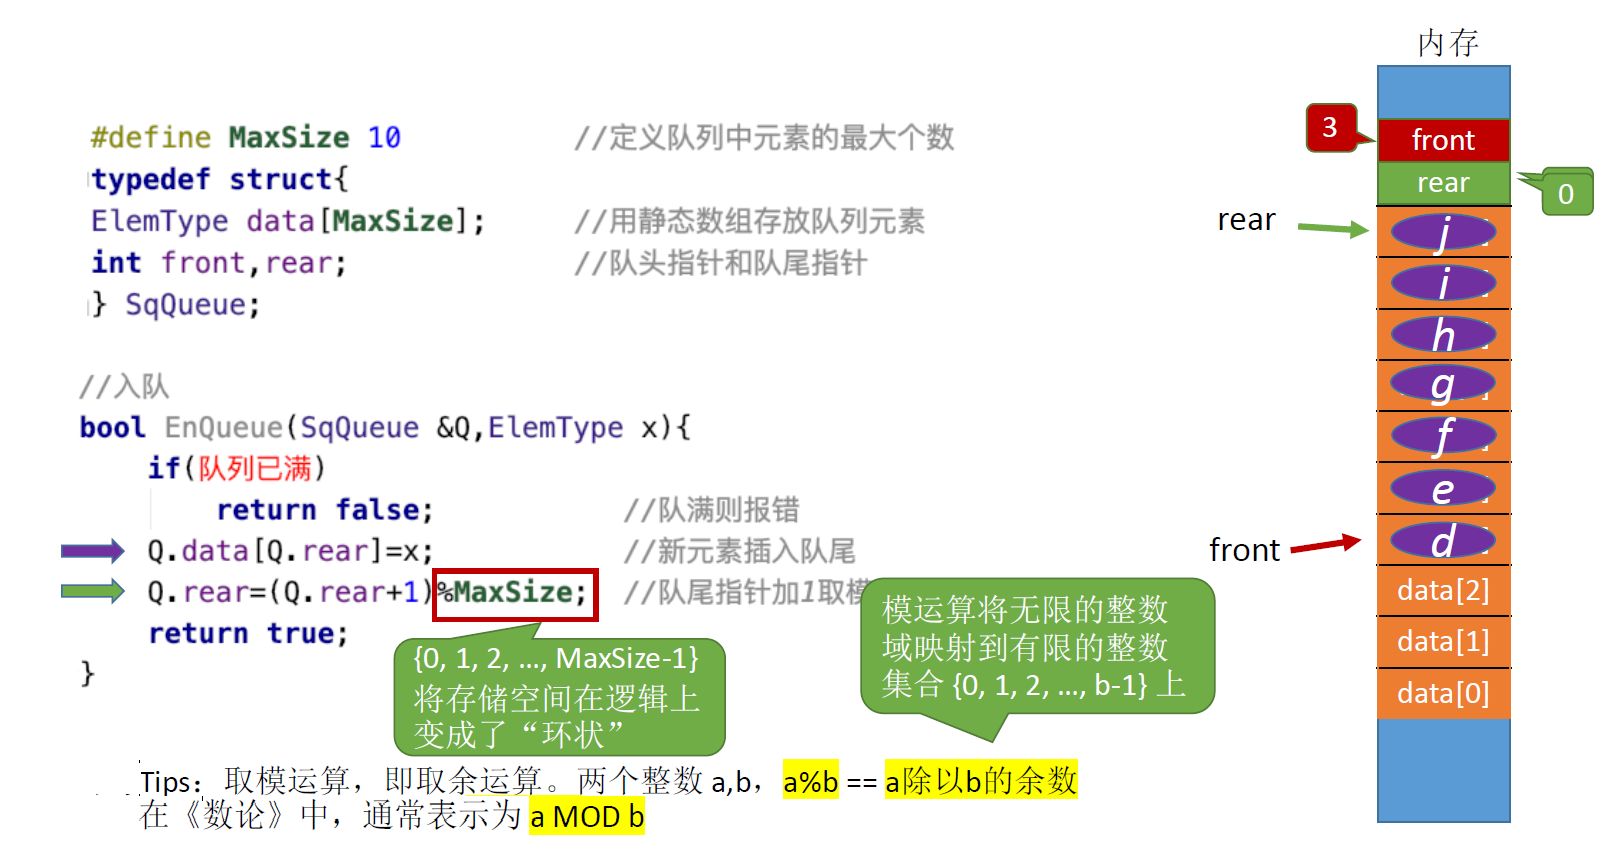 内存
#define MaxSize 10 //定义队列中元素的最大个数
typedef struct{
ElemType data[MaxSize]; //用静态数组存放队列元素
int front,rear; //队头指针和队尾指针
} SqQueue;
//入队
bool EnQueue(SqQueue &Q,ElemType x){
if(队列已满)
return false; //队满则报错
Q.data[Q.rear]=x; //新元素插入队尾
Q.rear=(Q.rear+1)%MaxSize; //队尾指针加1取模
return true;
}
{0, 1, 2, ..., MaxSize-1}
将存储空间在逻辑上
变成了“环状”
模运算将无限的整数
域映射到有限的整数
集合 {0, 1, 2, ..., b-1} 上
Tips：取模运算，即取余运算。两个整数 a,b，a%b == a除以b的余数
在《数论》中，通常表示为 a MOD b
3
front
rear
0
rear
j
i
h
g
f
e
front
d
data[2]
data[1]
data[0]